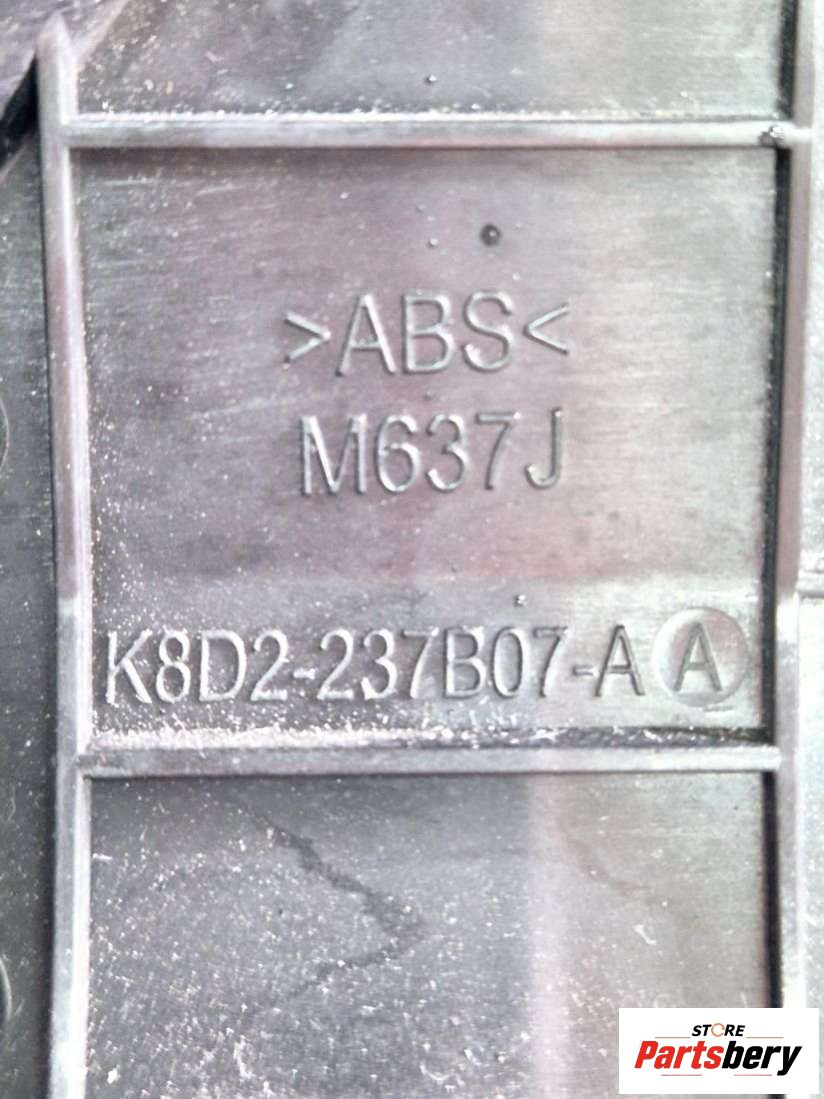 >ABS<
M637J
K8D2-237B07-A A
STORE
Partsbery